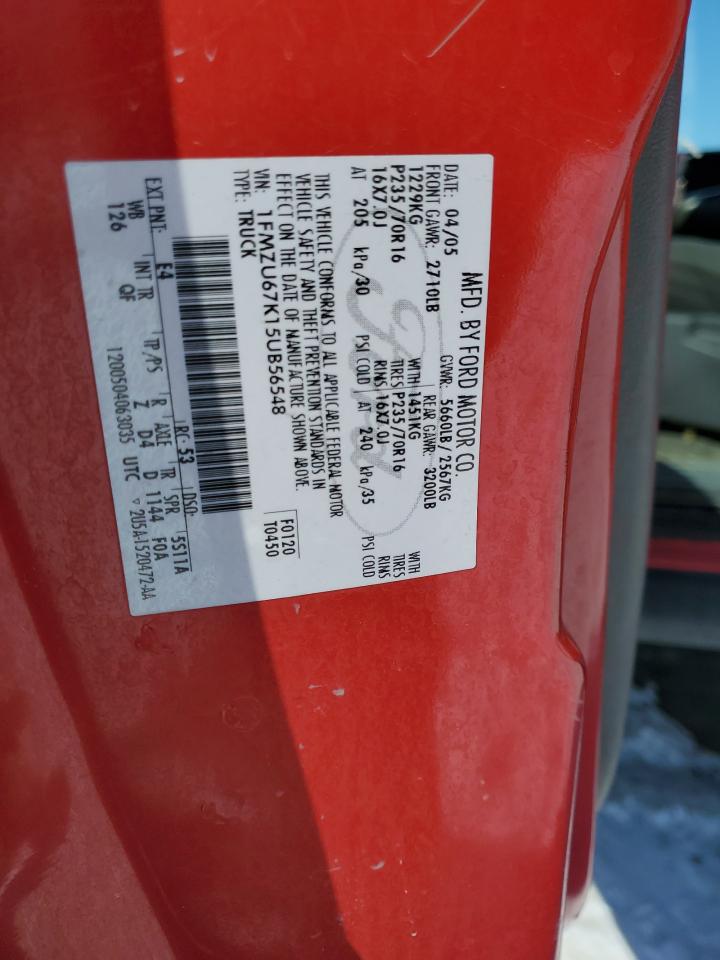 MFD. BY FORD MOTOR CO.
DATE: 04/05 GVWR: 5660LB/2567KG
FRONT GAWR: 2710LB REAR GAWR: 3200LB
1229KG WITH 1451KG WITH
P235/70R16 TIRES P235/70R16 TIRES
16X7.0J RIMS 16X7.0J RIMS
AT 205 kPa/30 PSI COLD AT 240 kPa/35 PSI COLD
Ford
THIS VEHICLE CONFORMS TO ALL APPLICABLE FEDERAL MOTOR
VEHICLE SAFETY AND THEFT PREVENTION STANDARDS IN
EFFECT ON THE DATE OF MANUFACTURE SHOWN ABOVE.
VIN: 1FMZU67K15UB56548 F0120
TYPE: TRUCK T0450
EXT PNT: E4 RC: 53 DSO:
WB INT TR TP/PS R AXLE TR SPR 5S11A
126 QF Z D4 D 1144 F0A
1200504063035 UTC ▽ 2U5A-1520472-AA